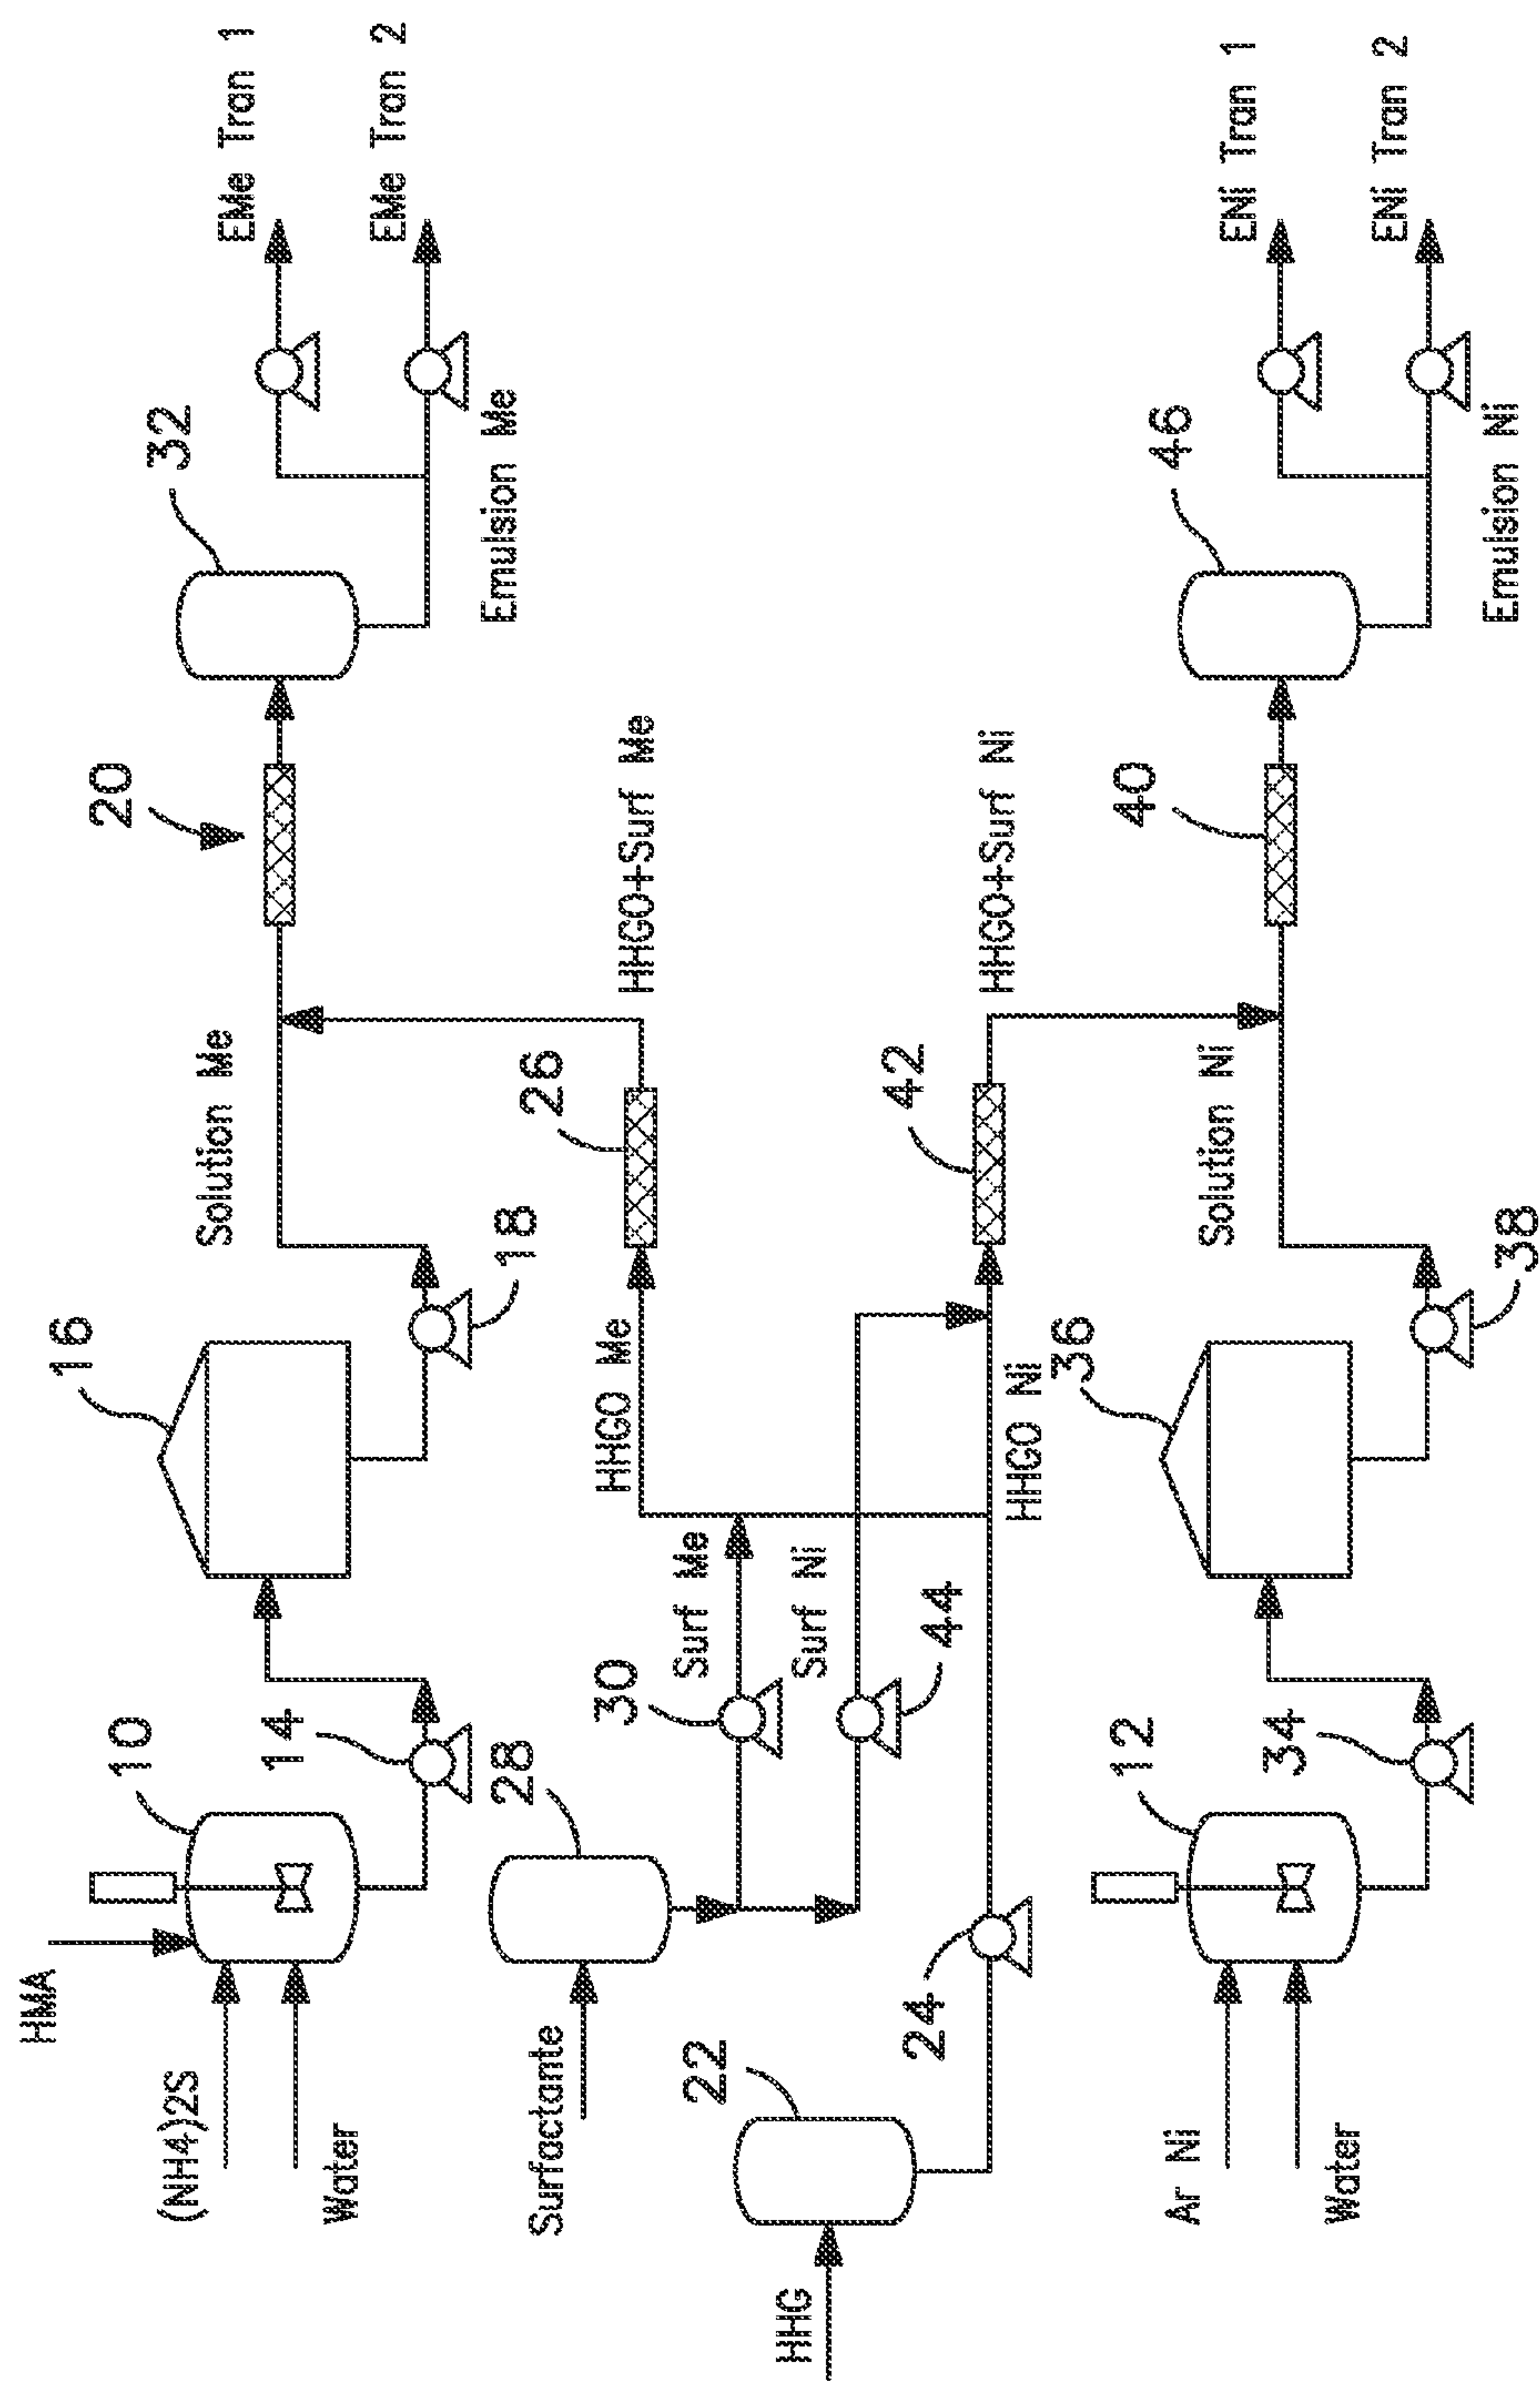 HMA
(NH4)2S
Water
10
14
16
Solution Me
18
20
32
EMe Tran 1
EMe Tran 2
Emulsion Me
Surfactante
28
30
Surf Me
Surf Ni
44
HHGO Me
26
HHGO+Surf Me
HHG
22
24
HHGO Ni
42
HHGO+Surf Ni
Ar Ni
Water
12
34
36
38
Solution Ni
40
46
ENi Tran 1
ENi Tran 2
Emulsion Ni